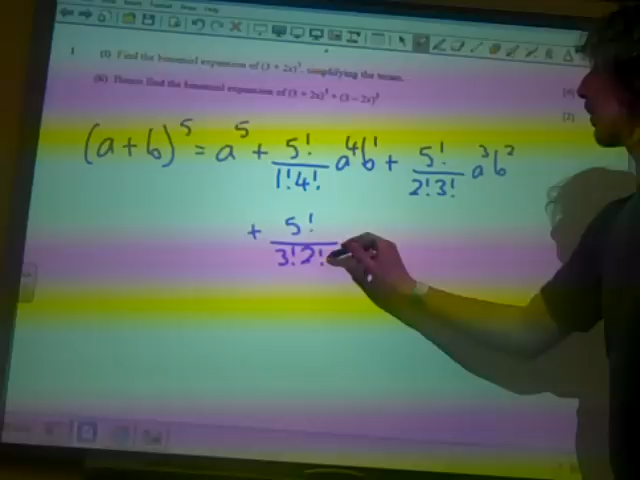 1 (i) Find the binomial expansion of (3 + 2x)⁵, simplifying the terms. [4]
(ii) Hence find the binomial expansion of (3 + 2x)⁵ + (3 − 2x)⁵ [2]
(a+b)⁵ = a⁵ + 5!/1!4! a⁴b¹ + 5!/2!3! a³b²
+ 5!/3!2!